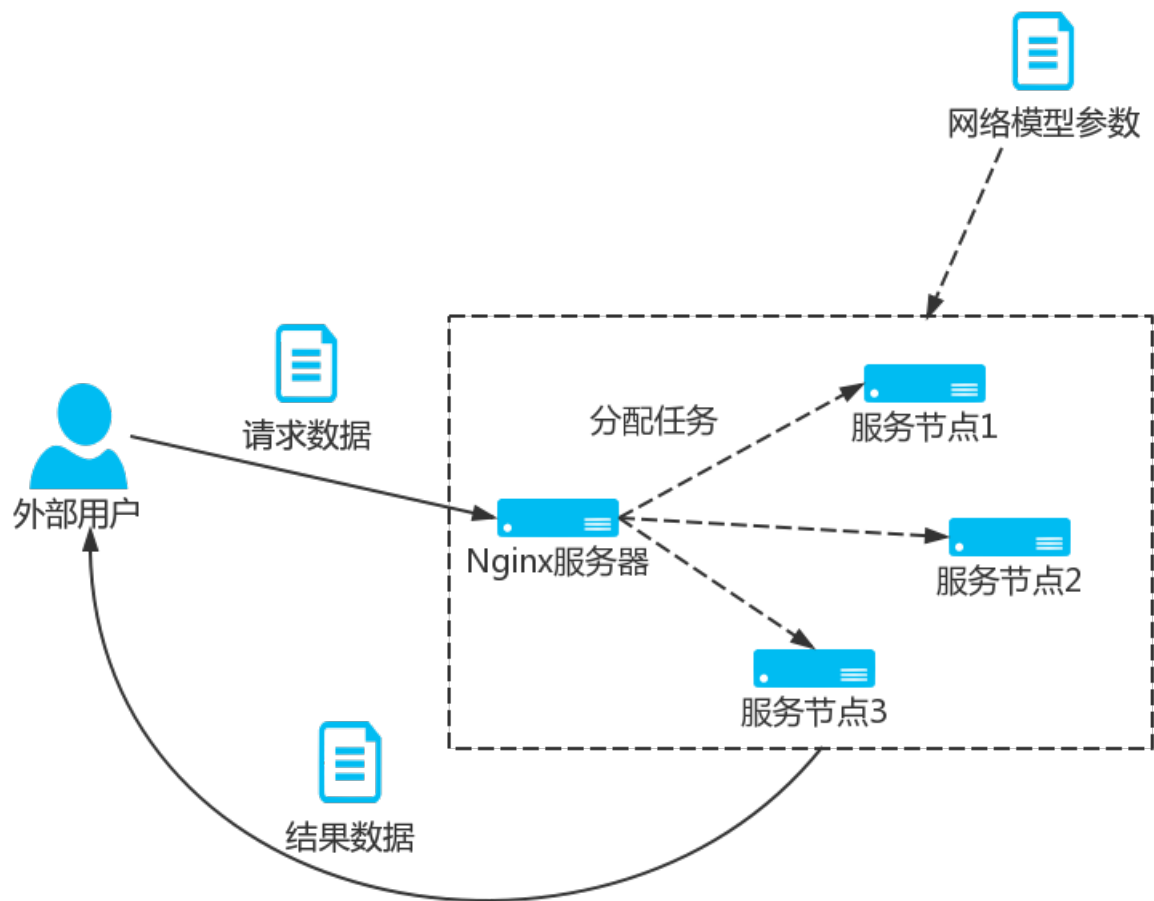 网络模型参数
请求数据
分配任务
服务节点1
外部用户
Nginx服务器
服务节点2
服务节点3
结果数据